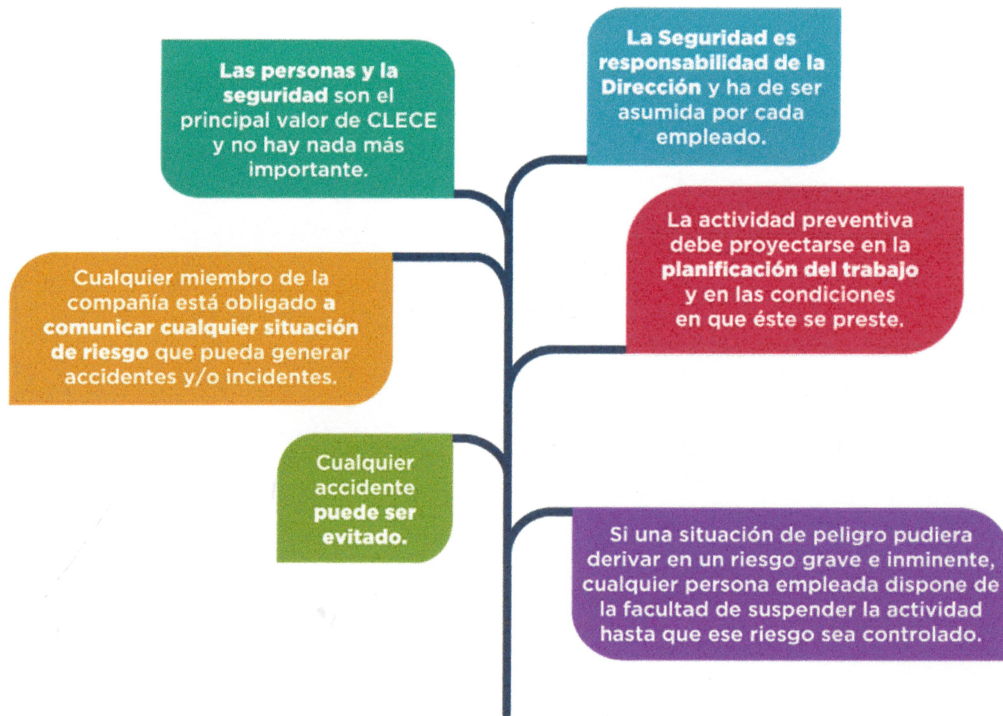 Las personas y la
seguridad son el
principal valor de CLECE
y no hay nada más
importante.
La Seguridad es
responsabilidad de la
Dirección y ha de ser
asumida por cada
empleado.
Cualquier miembro de la
compañía está obligado a
comunicar cualquier situación
de riesgo que pueda generar
accidentes y/o incidentes.
La actividad preventiva
debe proyectarse en la
planificación del trabajo
y en las condiciones
en que éste se preste.
Cualquier
accidente
puede ser
evitado.
Si una situación de peligro pudiera
derivar en un riesgo grave e inminente,
cualquier persona empleada dispone de
la facultad de suspender la actividad
hasta que ese riesgo sea controlado.